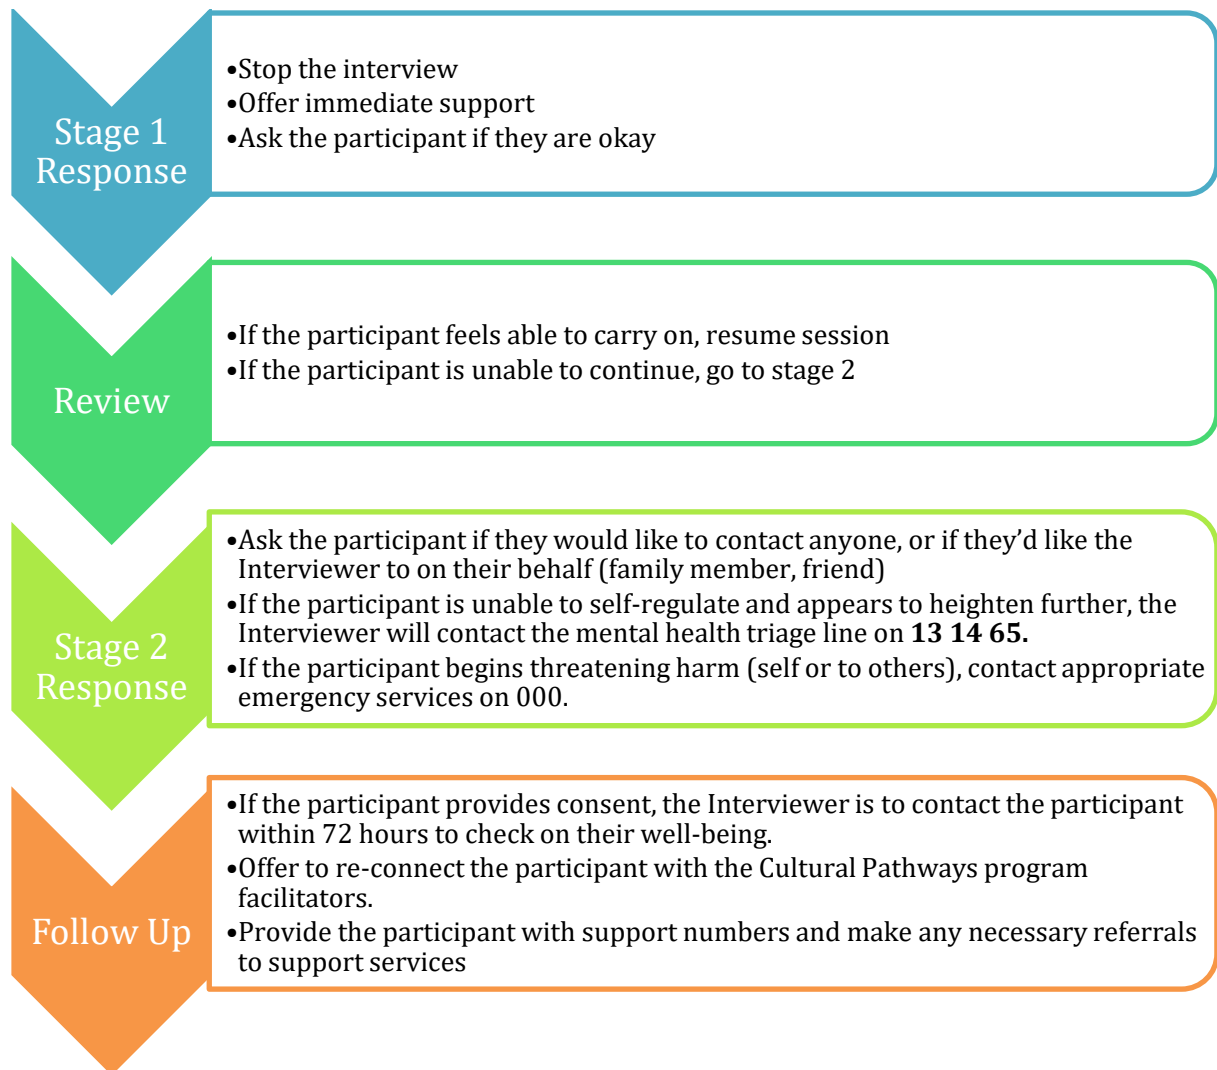 Stage 1
Response
•Stop the interview
•Offer immediate support
•Ask the participant if they are okay
Review
•If the participant feels able to carry on, resume session
•If the participant is unable to continue, go to stage 2
Stage 2
Response
•Ask the participant if they would like to contact anyone, or if they’d like the
Interviewer to on their behalf (family member, friend)
•If the participant is unable to self-regulate and appears to heighten further, the
Interviewer will contact the mental health triage line on 13 14 65.
•If the participant begins threatening harm (self or to others), contact appropriate
emergency services on 000.
Follow Up
•If the participant provides consent, the Interviewer is to contact the participant
within 72 hours to check on their well-being.
•Offer to re-connect the participant with the Cultural Pathways program
facilitators.
•Provide the participant with support numbers and make any necessary referrals
to support services